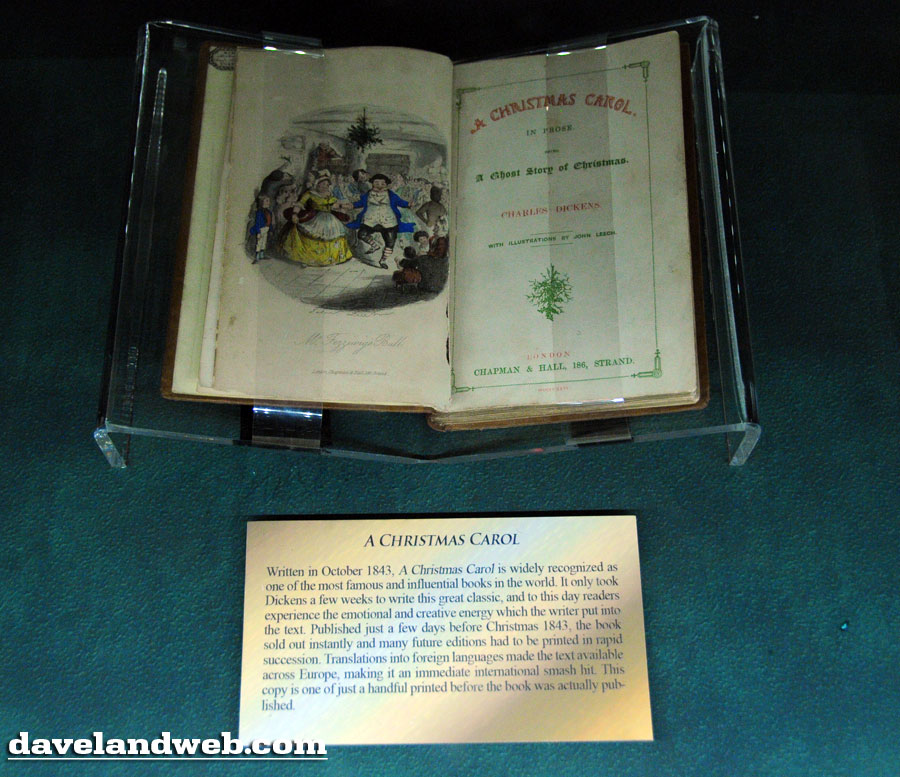 A CHRISTMAS CAROL.
IN PROSE.
A Ghost Story of Christmas.
CHARLES DICKENS.
WITH ILLUSTRATIONS BY JOHN LEECH.
LONDON
CHAPMAN & HALL, 186, STRAND.
Mr. Fezziwig's Ball.
A CHRISTMAS CAROL
Written in October 1843, A Christmas Carol is widely recognized as
one of the most famous and influential books in the world. It only took
Dickens a few weeks to write this great classic, and to this day readers
experience the emotional and creative energy which the writer put into
the text. Published just a few days before Christmas 1843, the book
sold out instantly and many future editions had to be printed in rapid
succession. Translations into foreign languages made the text available
across Europe, making it an immediate international smash hit. This
copy is one of just a handful printed before the book was actually pub-
lished.
davelandweb.com